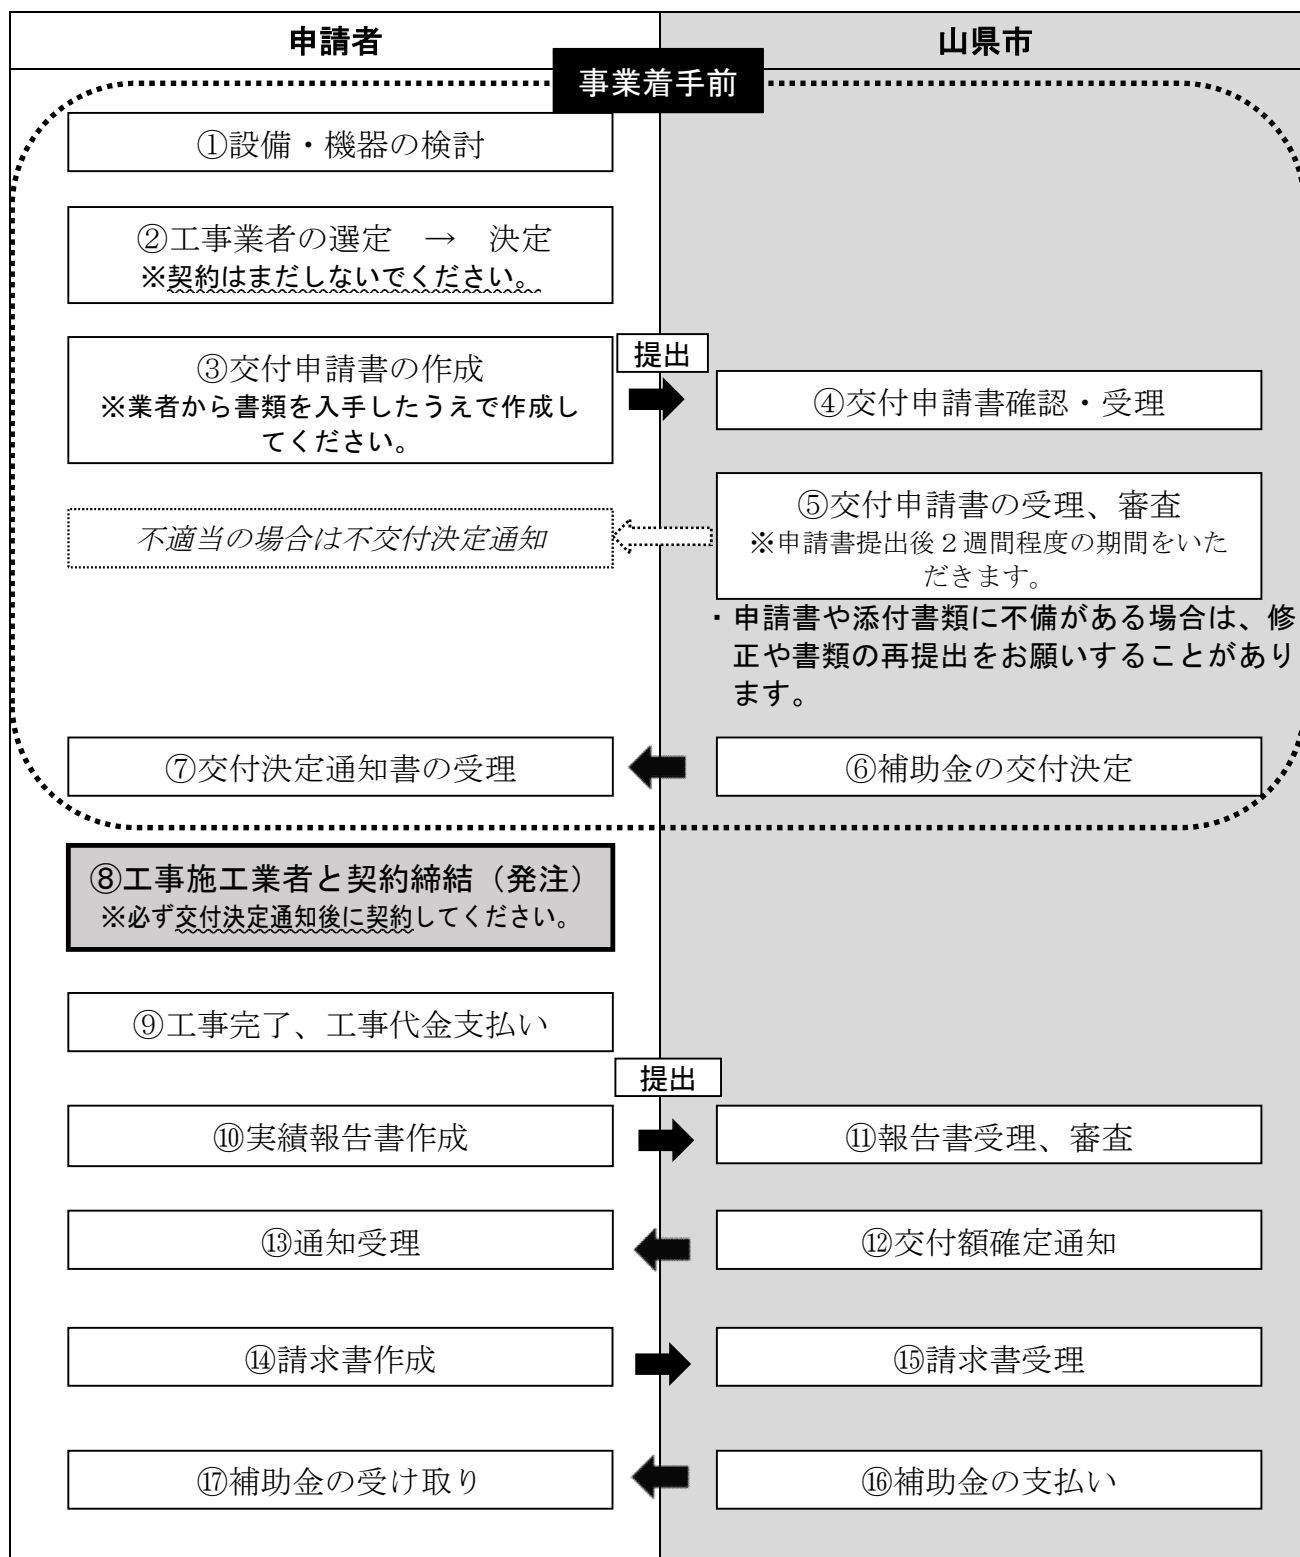 申請者
山県市
事業着手前
①設備・機器の検討
②工事業者の選定　→　決定
※契約はまだしないでください。
③交付申請書の作成
※業者から書類を入手したうえで作成し
てください。
提出
④交付申請書確認・受理
⑤交付申請書の受理、審査
※申請書提出後２週間程度の期間をいた
だきます。
不適当の場合は不交付決定通知
・申請書や添付書類に不備がある場合は、修
正や書類の再提出をお願いすることがあり
ます。
⑥補助金の交付決定
⑦交付決定通知書の受理
⑧工事施工業者と契約締結（発注）
※必ず交付決定通知後に契約してください。
⑨工事完了、工事代金支払い
提出
⑩実績報告書作成
⑪報告書受理、審査
⑫交付額確定通知
⑬通知受理
⑭請求書作成
⑮請求書受理
⑯補助金の支払い
⑰補助金の受け取り